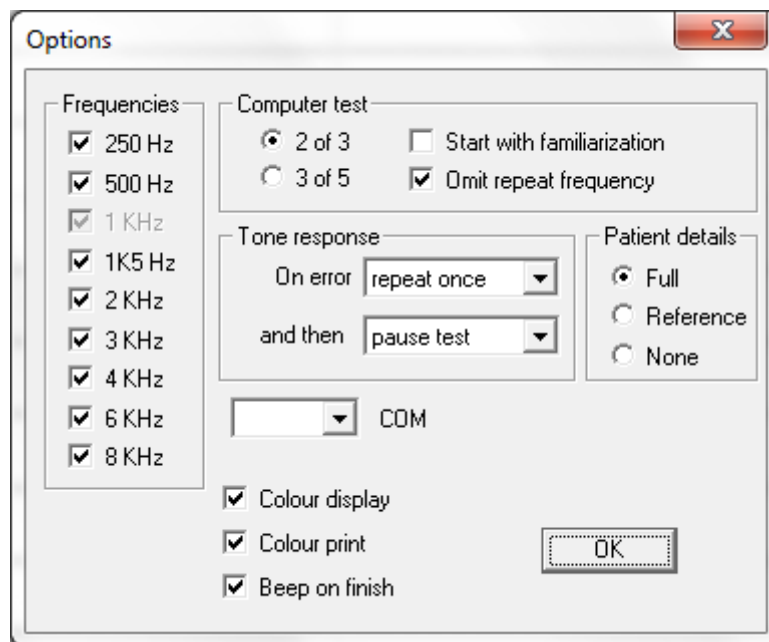 Options
Frequencies
250 Hz
500 Hz
1 KHz
1K5 Hz
2 KHz
3 KHz
4 KHz
6 KHz
8 KHz
Computer test
2 of 3
Start with familiarization
3 of 5
Omit repeat frequency
Tone response
On error repeat once
and then pause test
Patient details
Full
Reference
None
COM
Colour display
Colour print
Beep on finish
OK